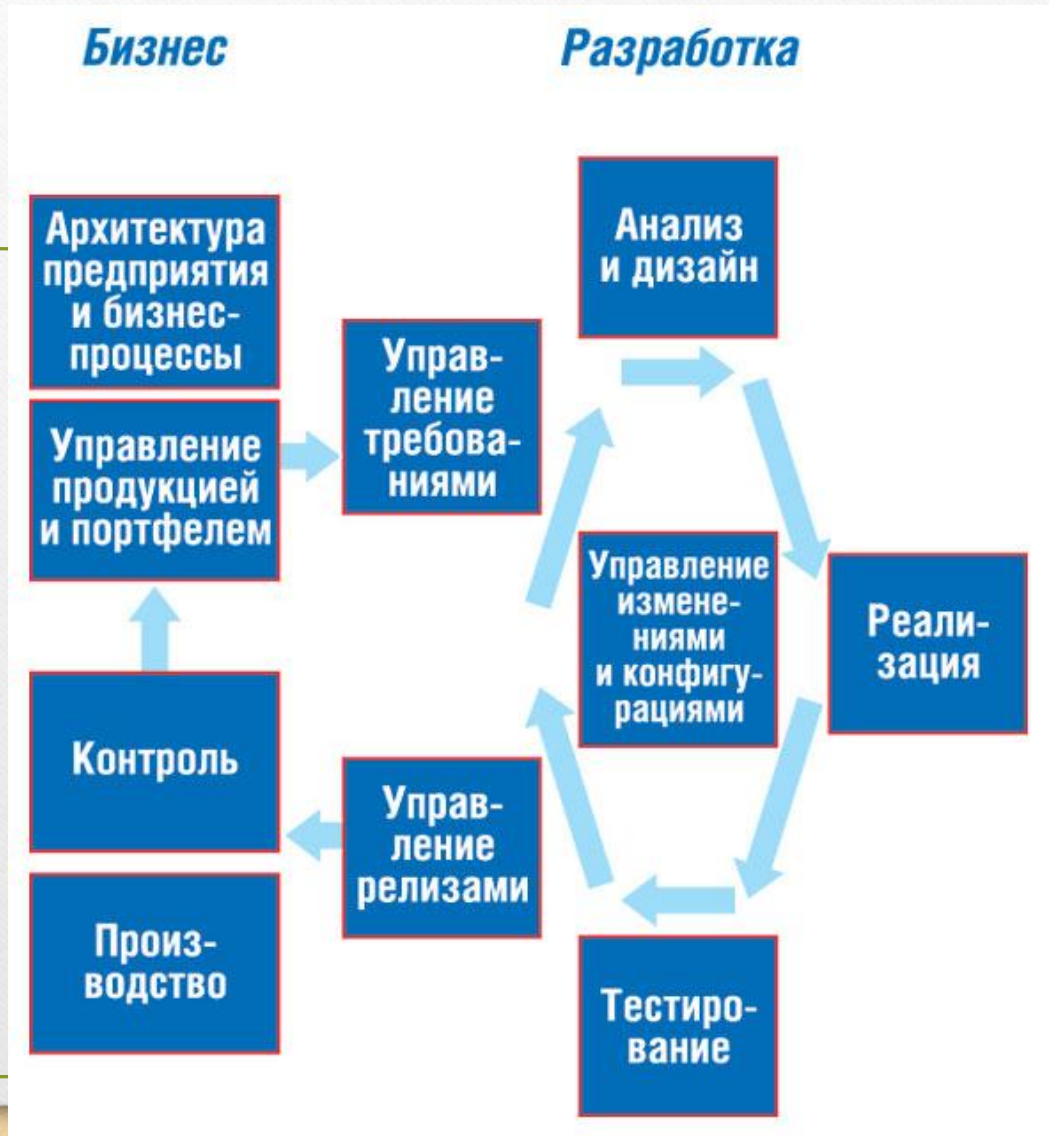 Бизнес
Разработка
Архитектура
предприятия
и бизнес-
процессы
Управление
продукцией
и портфелем
Управ-
ление
требова-
ниями
Анализ
и дизайн
Управление
измене-
ниями
и конфигу-
рациями
Реали-
зация
Контроль
Управ-
ление
релизами
Произ-
водство
Тестиро-
вание